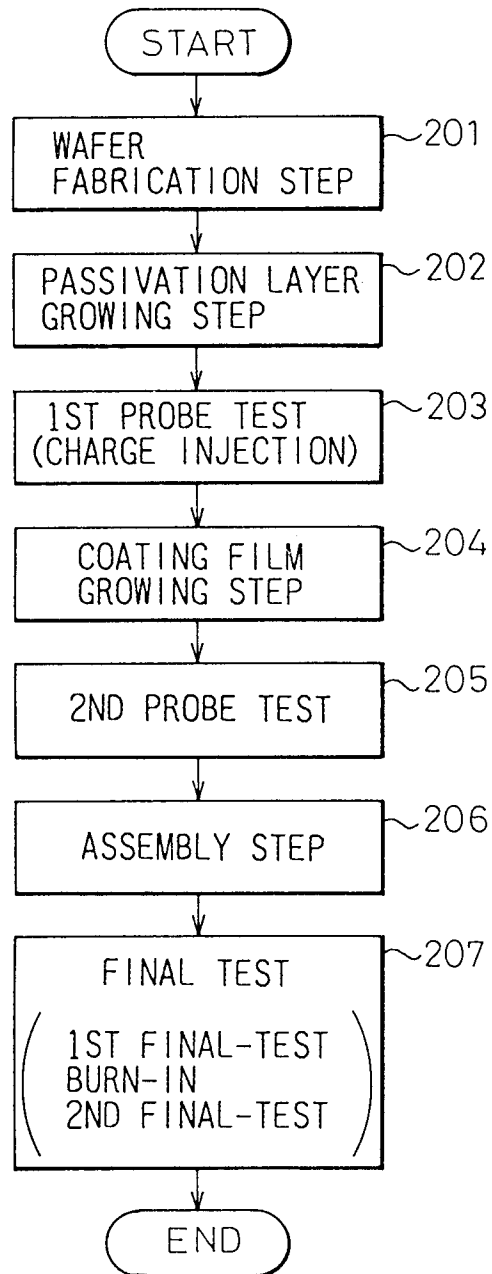 START
WAFER
FABRICATION STEP
201
PASSIVATION LAYER
GROWING STEP
202
1ST PROBE TEST
(CHARGE INJECTION)
203
COATING FILM
GROWING STEP
204
2ND PROBE TEST
205
ASSEMBLY STEP
206
FINAL TEST
207
1ST FINAL-TEST
BURN-IN
2ND FINAL-TEST
END